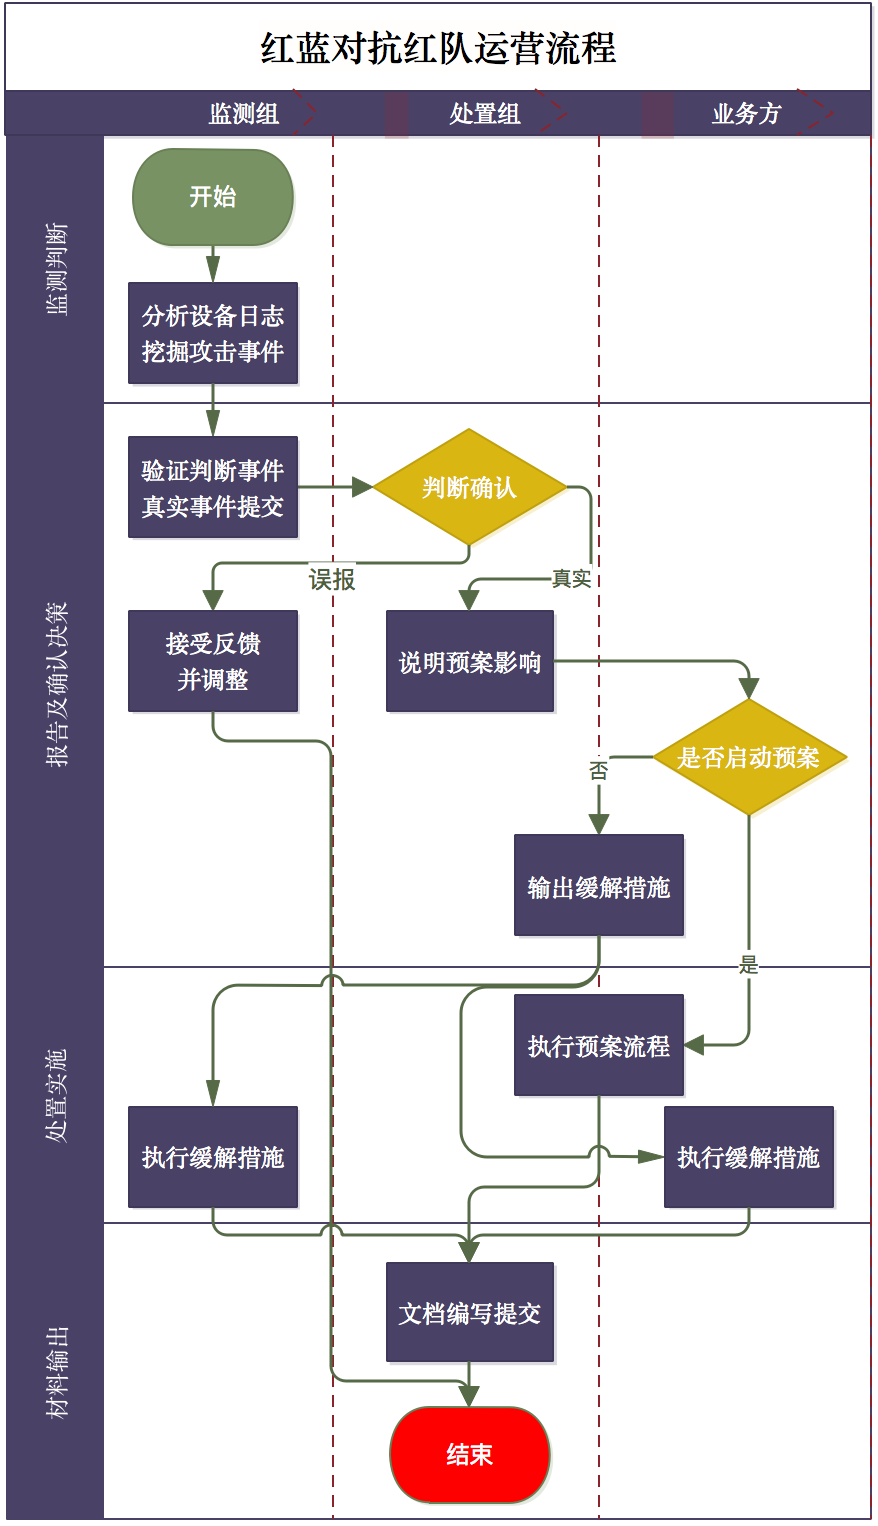 红蓝对抗红队运营流程
监测组
处置组
业务方
监测判断
开始
分析设备日志
挖掘攻击事件
报告及确认决策
验证判断事件
真实事件提交
判断确认
误报
真实
接受反馈
并调整
说明预案影响
是否启动预案
否
输出缓解措施
是
处置实施
执行预案流程
执行缓解措施
执行缓解措施
材料输出
文档编写提交
结束